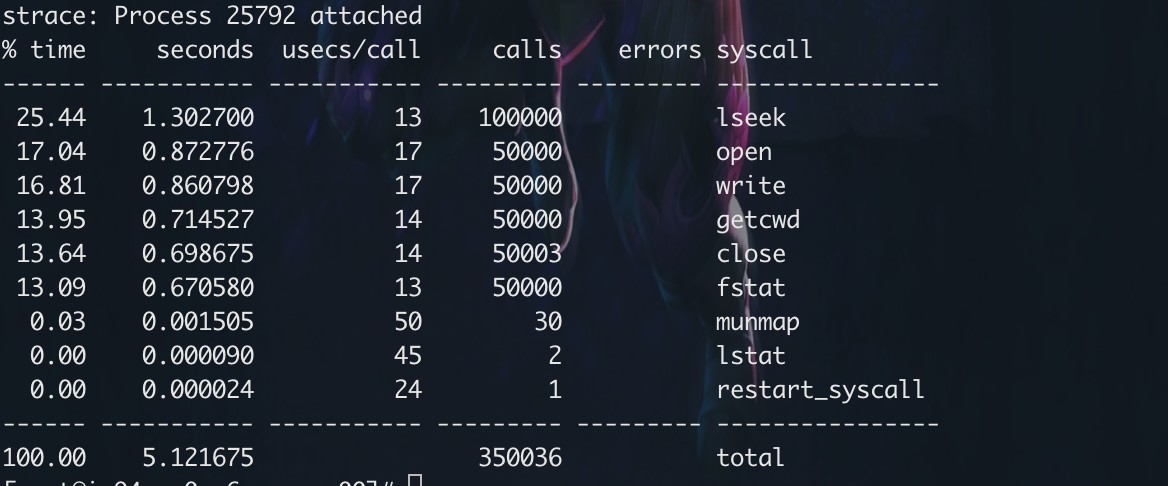 strace: Process 25792 attached
% time     seconds  usecs/call     calls    errors syscall
------ ----------- ----------- --------- --------- ----------------
 25.44    1.302700          13    100000           lseek
 17.04    0.872776          17     50000           open
 16.81    0.860798          17     50000           write
 13.95    0.714527          14     50000           getcwd
 13.64    0.698675          14     50003           close
 13.09    0.670580          13     50000           fstat
  0.03    0.001505          50        30           munmap
  0.00    0.000090          45         2           lstat
  0.00    0.000024          24         1           restart_syscall
------ ----------- ----------- --------- --------- ----------------
100.00    5.121675                350036           total